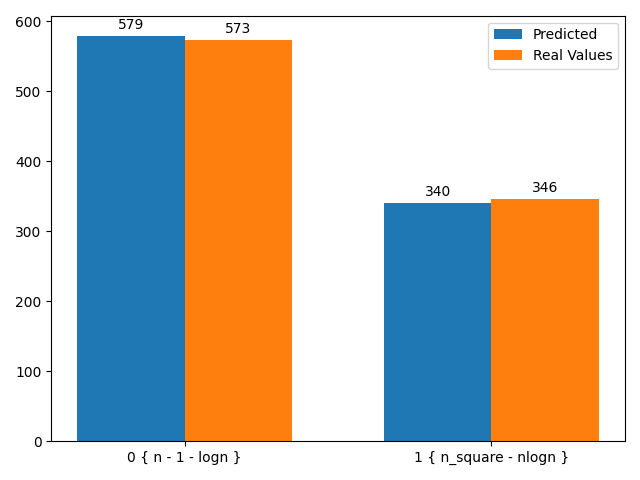 600
500
400
300
200
100
0
579
573
340
346
Predicted
Real Values
0 { n - 1 - logn }
1 { n_square - nlogn }